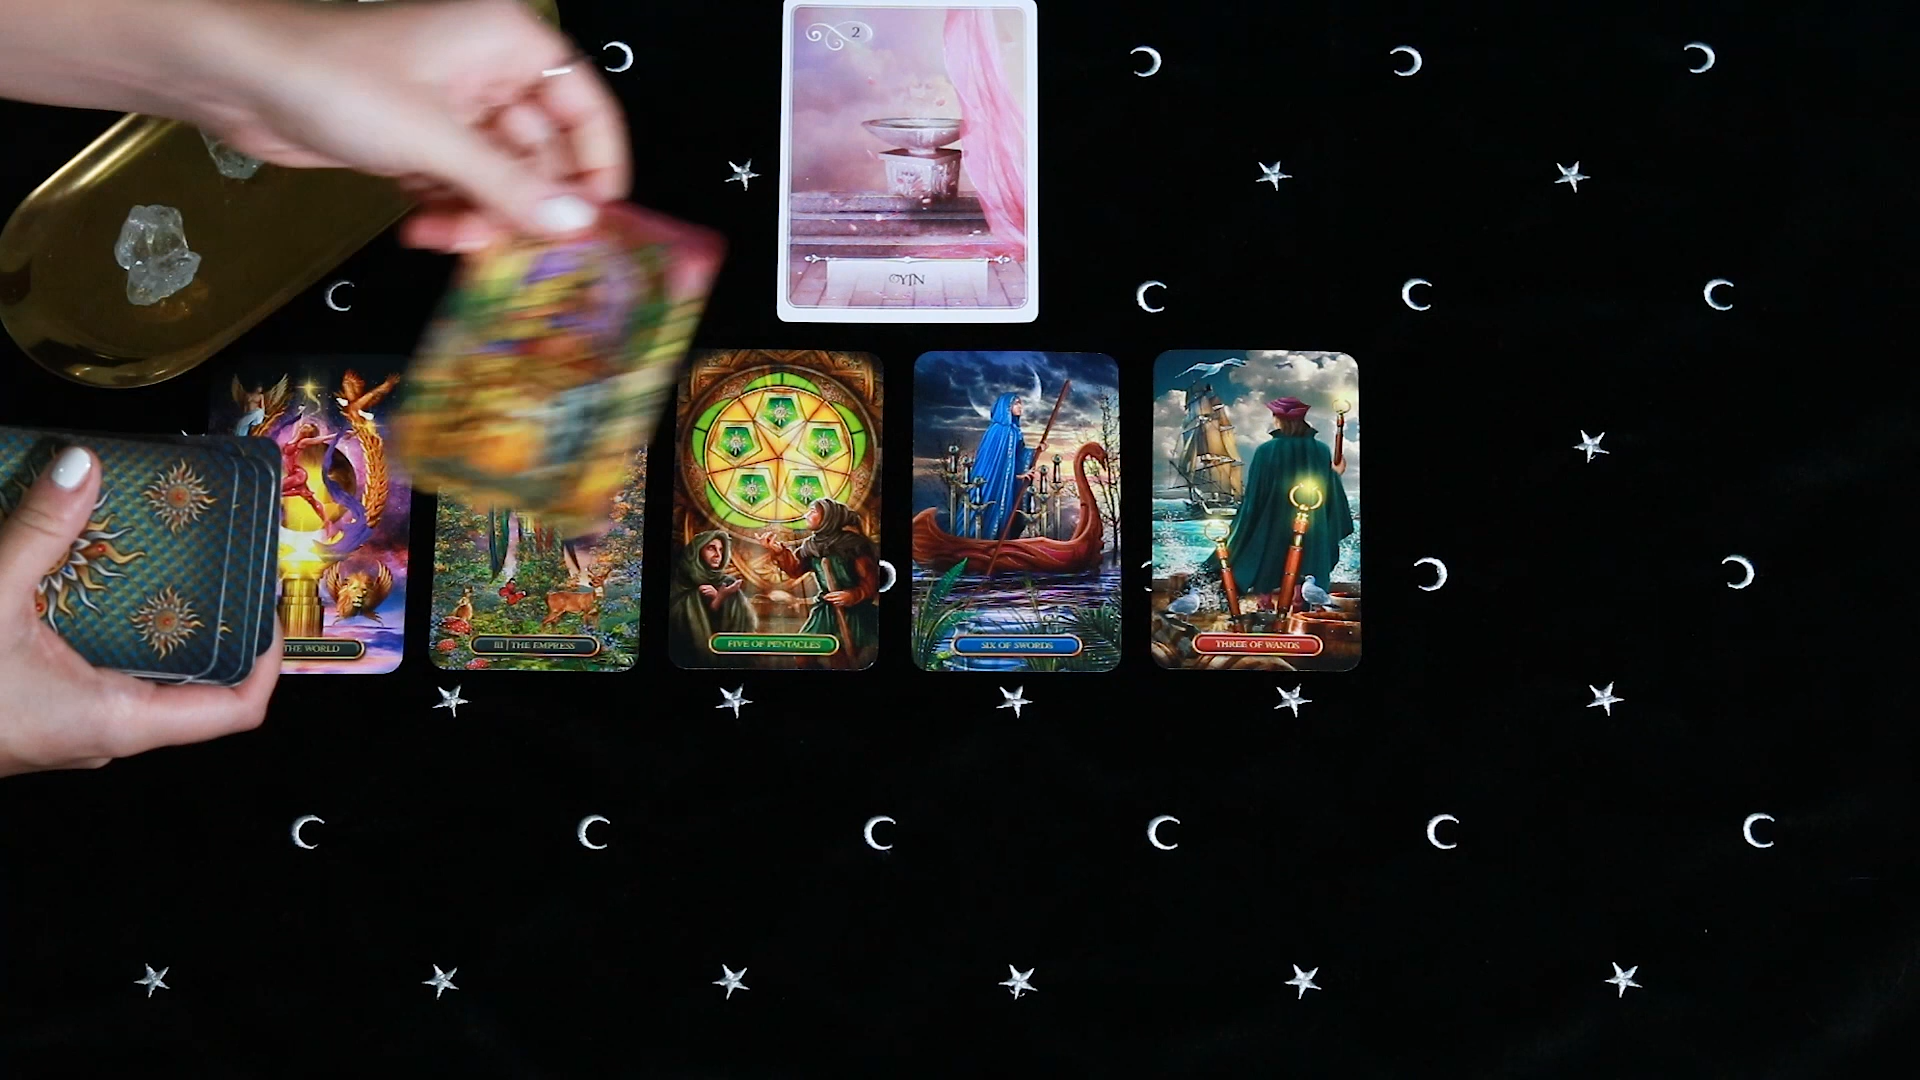 2
YIN
THE WORLD
III | THE EMPRESS
FIVE OF PENTACLES
SIX OF SWORDS
THREE OF WANDS